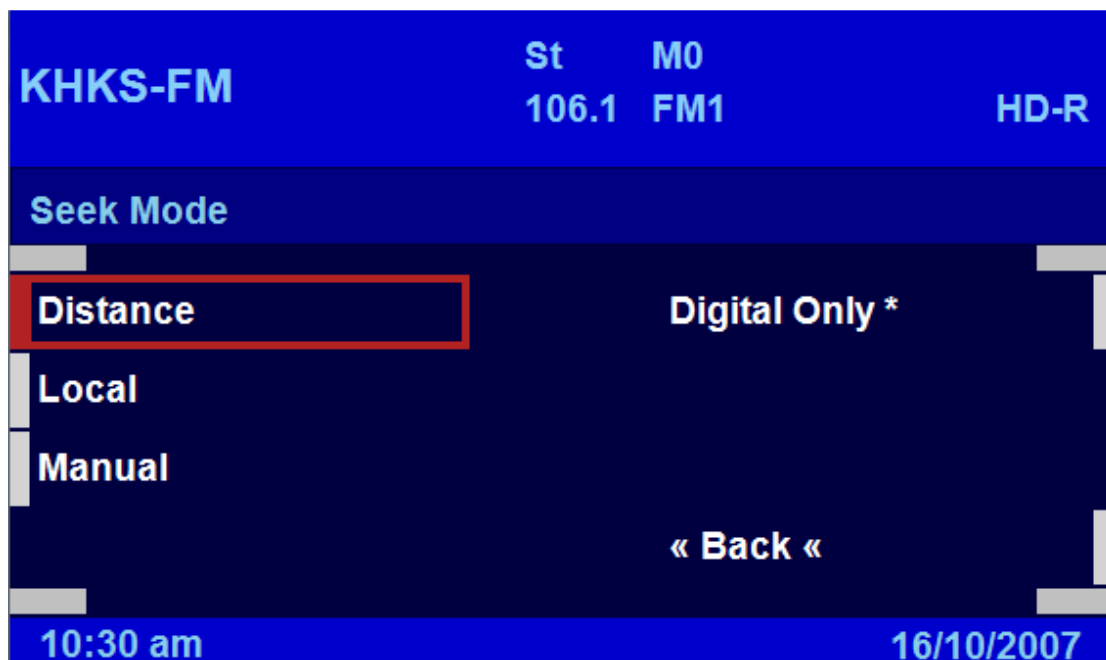 KHKS-FM St M0
106.1 FM1 HD-R
Seek Mode
Distance Digital Only *
Local
Manual
« Back «
10:30 am 16/10/2007